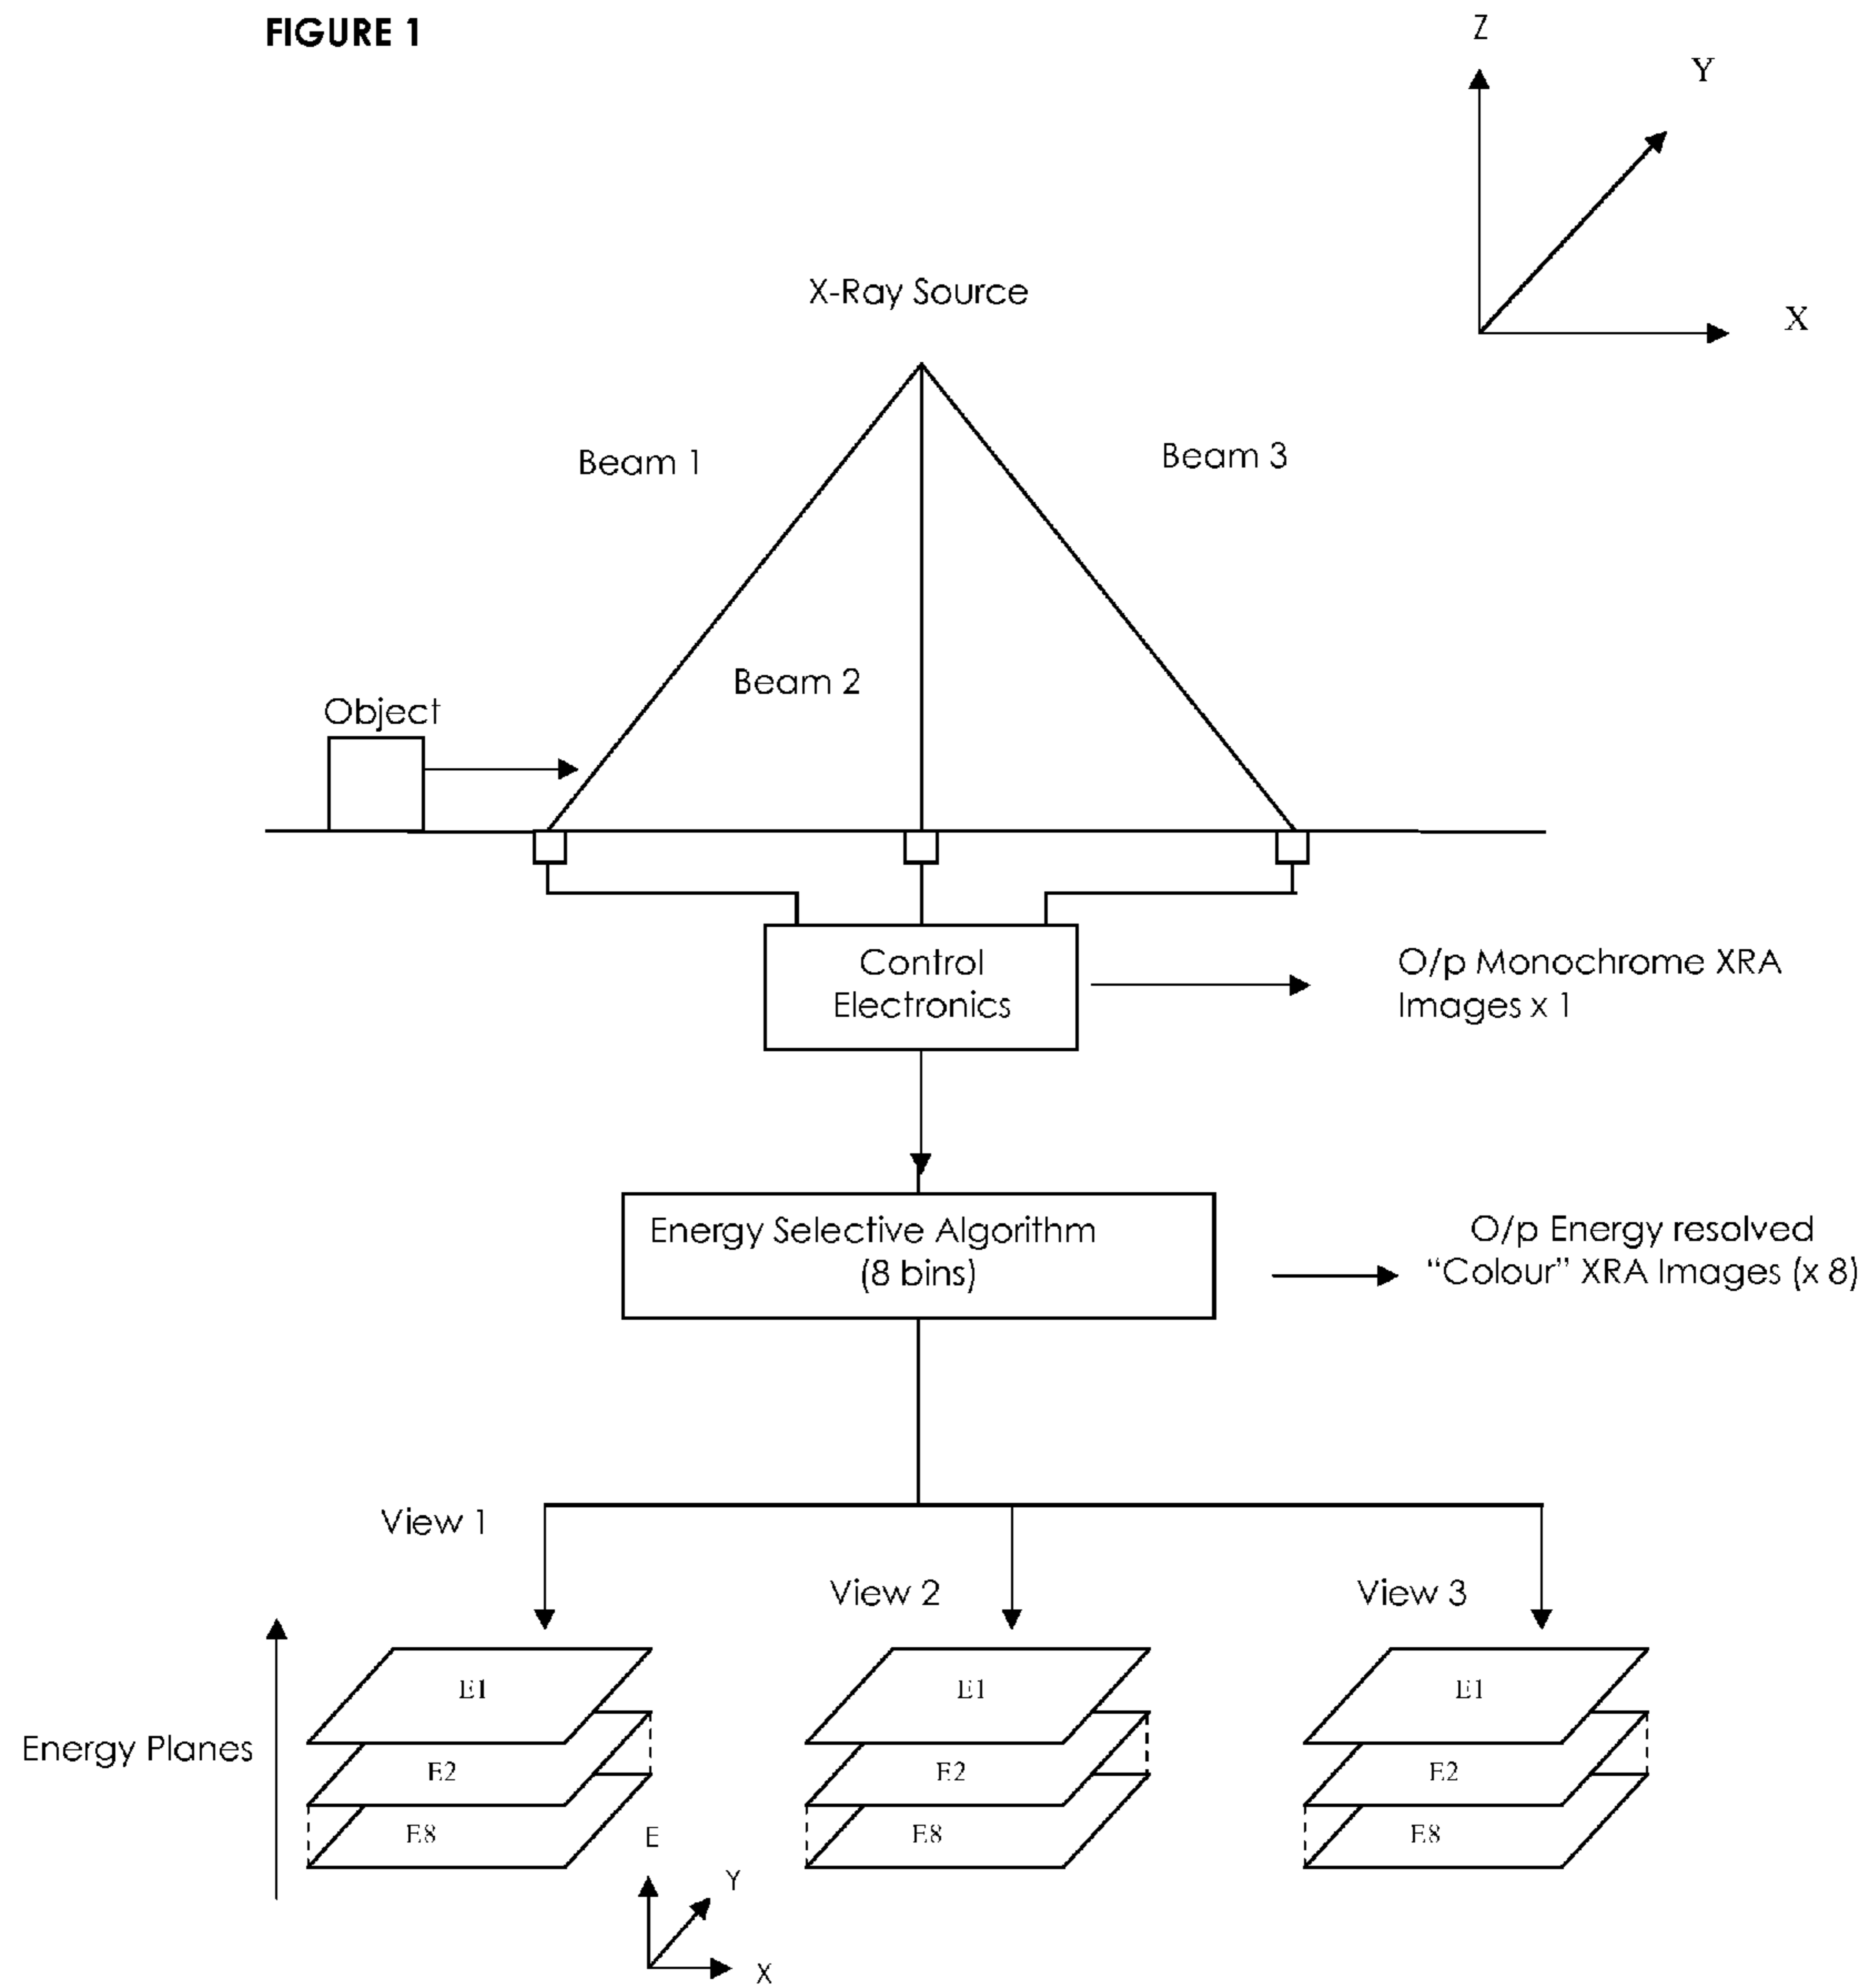 FIGURE 1
Z
Y
X
X-Ray Source
Beam 1
Beam 3
Beam 2
Object
Control
Electronics
O/p Monochrome XRA
Images x 1
Energy Selective Algorithm
(8 bins)
O/p Energy resolved
“Colour” XRA Images (x 8)
View 1
View 2
View 3
Energy Planes
E1
E2
E8
E1
E2
E8
E1
E2
E8
E
Y
X